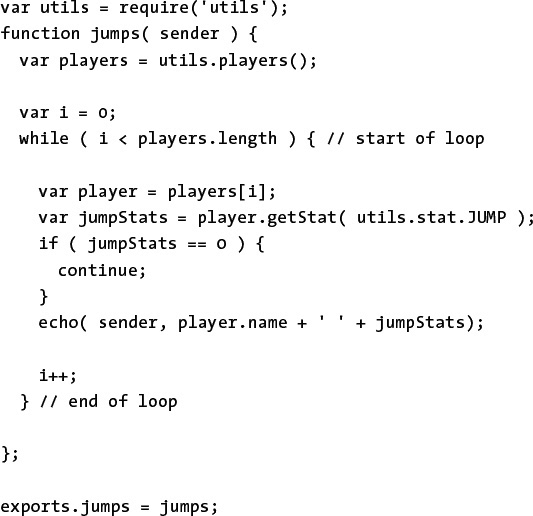 var utils = require('utils');
function jumps( sender ) {
  var players = utils.players();

  var i = 0;
  while ( i < players.length ) { // start of loop

    var player = players[i];
    var jumpStats = player.getStat( utils.stat.JUMP );
    if ( jumpStats == 0 ) {
      continue;
    }
    echo( sender, player.name + ' ' + jumpStats);

    i++;
  } // end of loop

};

exports.jumps = jumps;